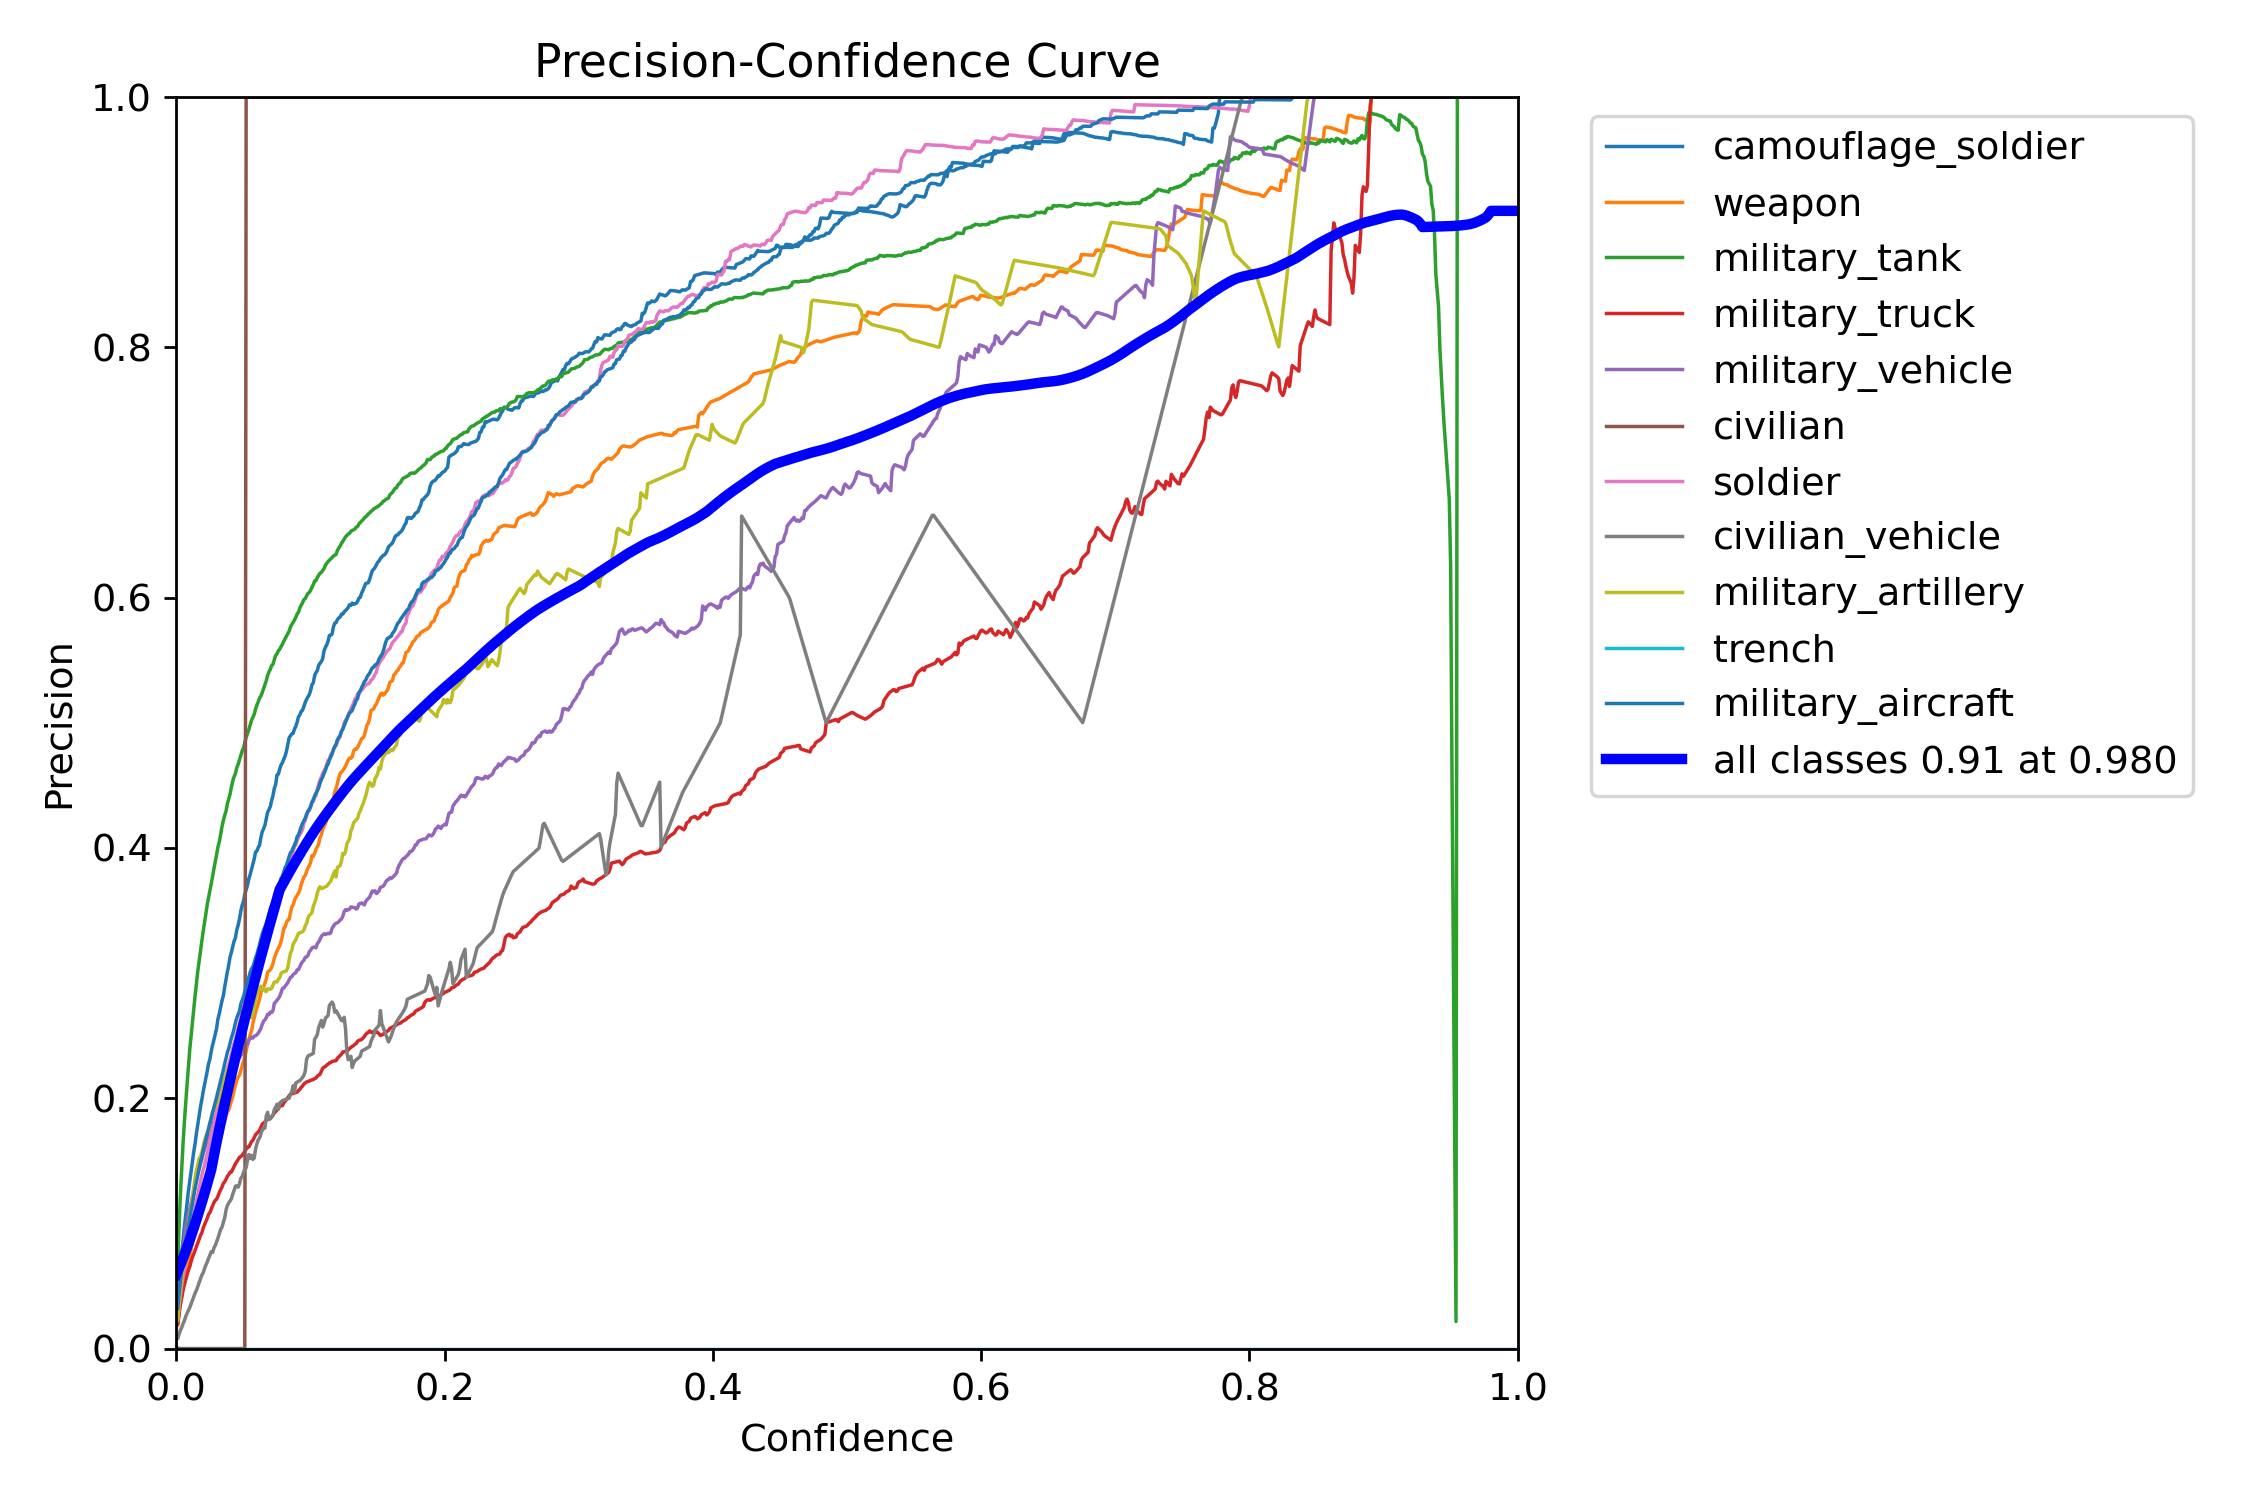 Precision-Confidence Curve
1.0
0.8
0.6
0.4
0.2
0.0
Precision
0.0 0.2 0.4 0.6 0.8 1.0
Confidence
camouflage_soldier
weapon
military_tank
military_truck
military_vehicle
civilian
soldier
civilian_vehicle
military_artillery
trench
military_aircraft
all classes 0.91 at 0.980